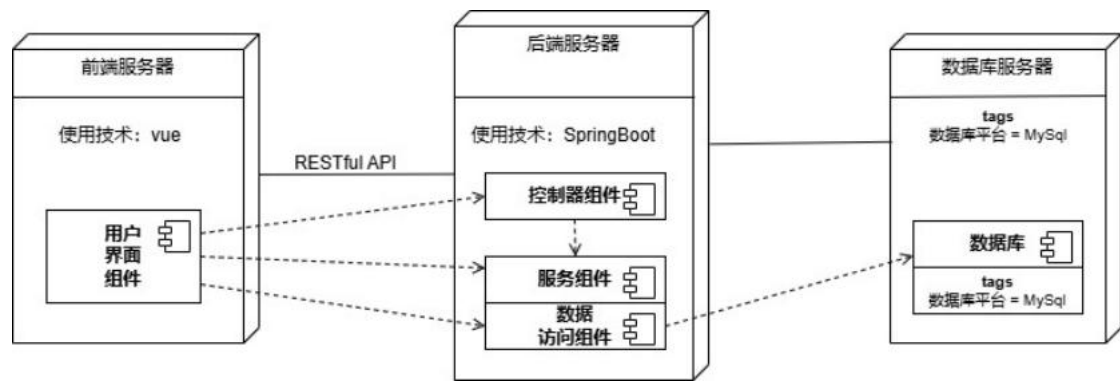 前端服务器
使用技术：vue
用户
界面
组件
RESTful API
后端服务器
使用技术：SpringBoot
控制器组件
服务组件
数据
访问组件
数据库服务器
tags
数据库平台 = MySql
数据库
tags
数据库平台 = MySql